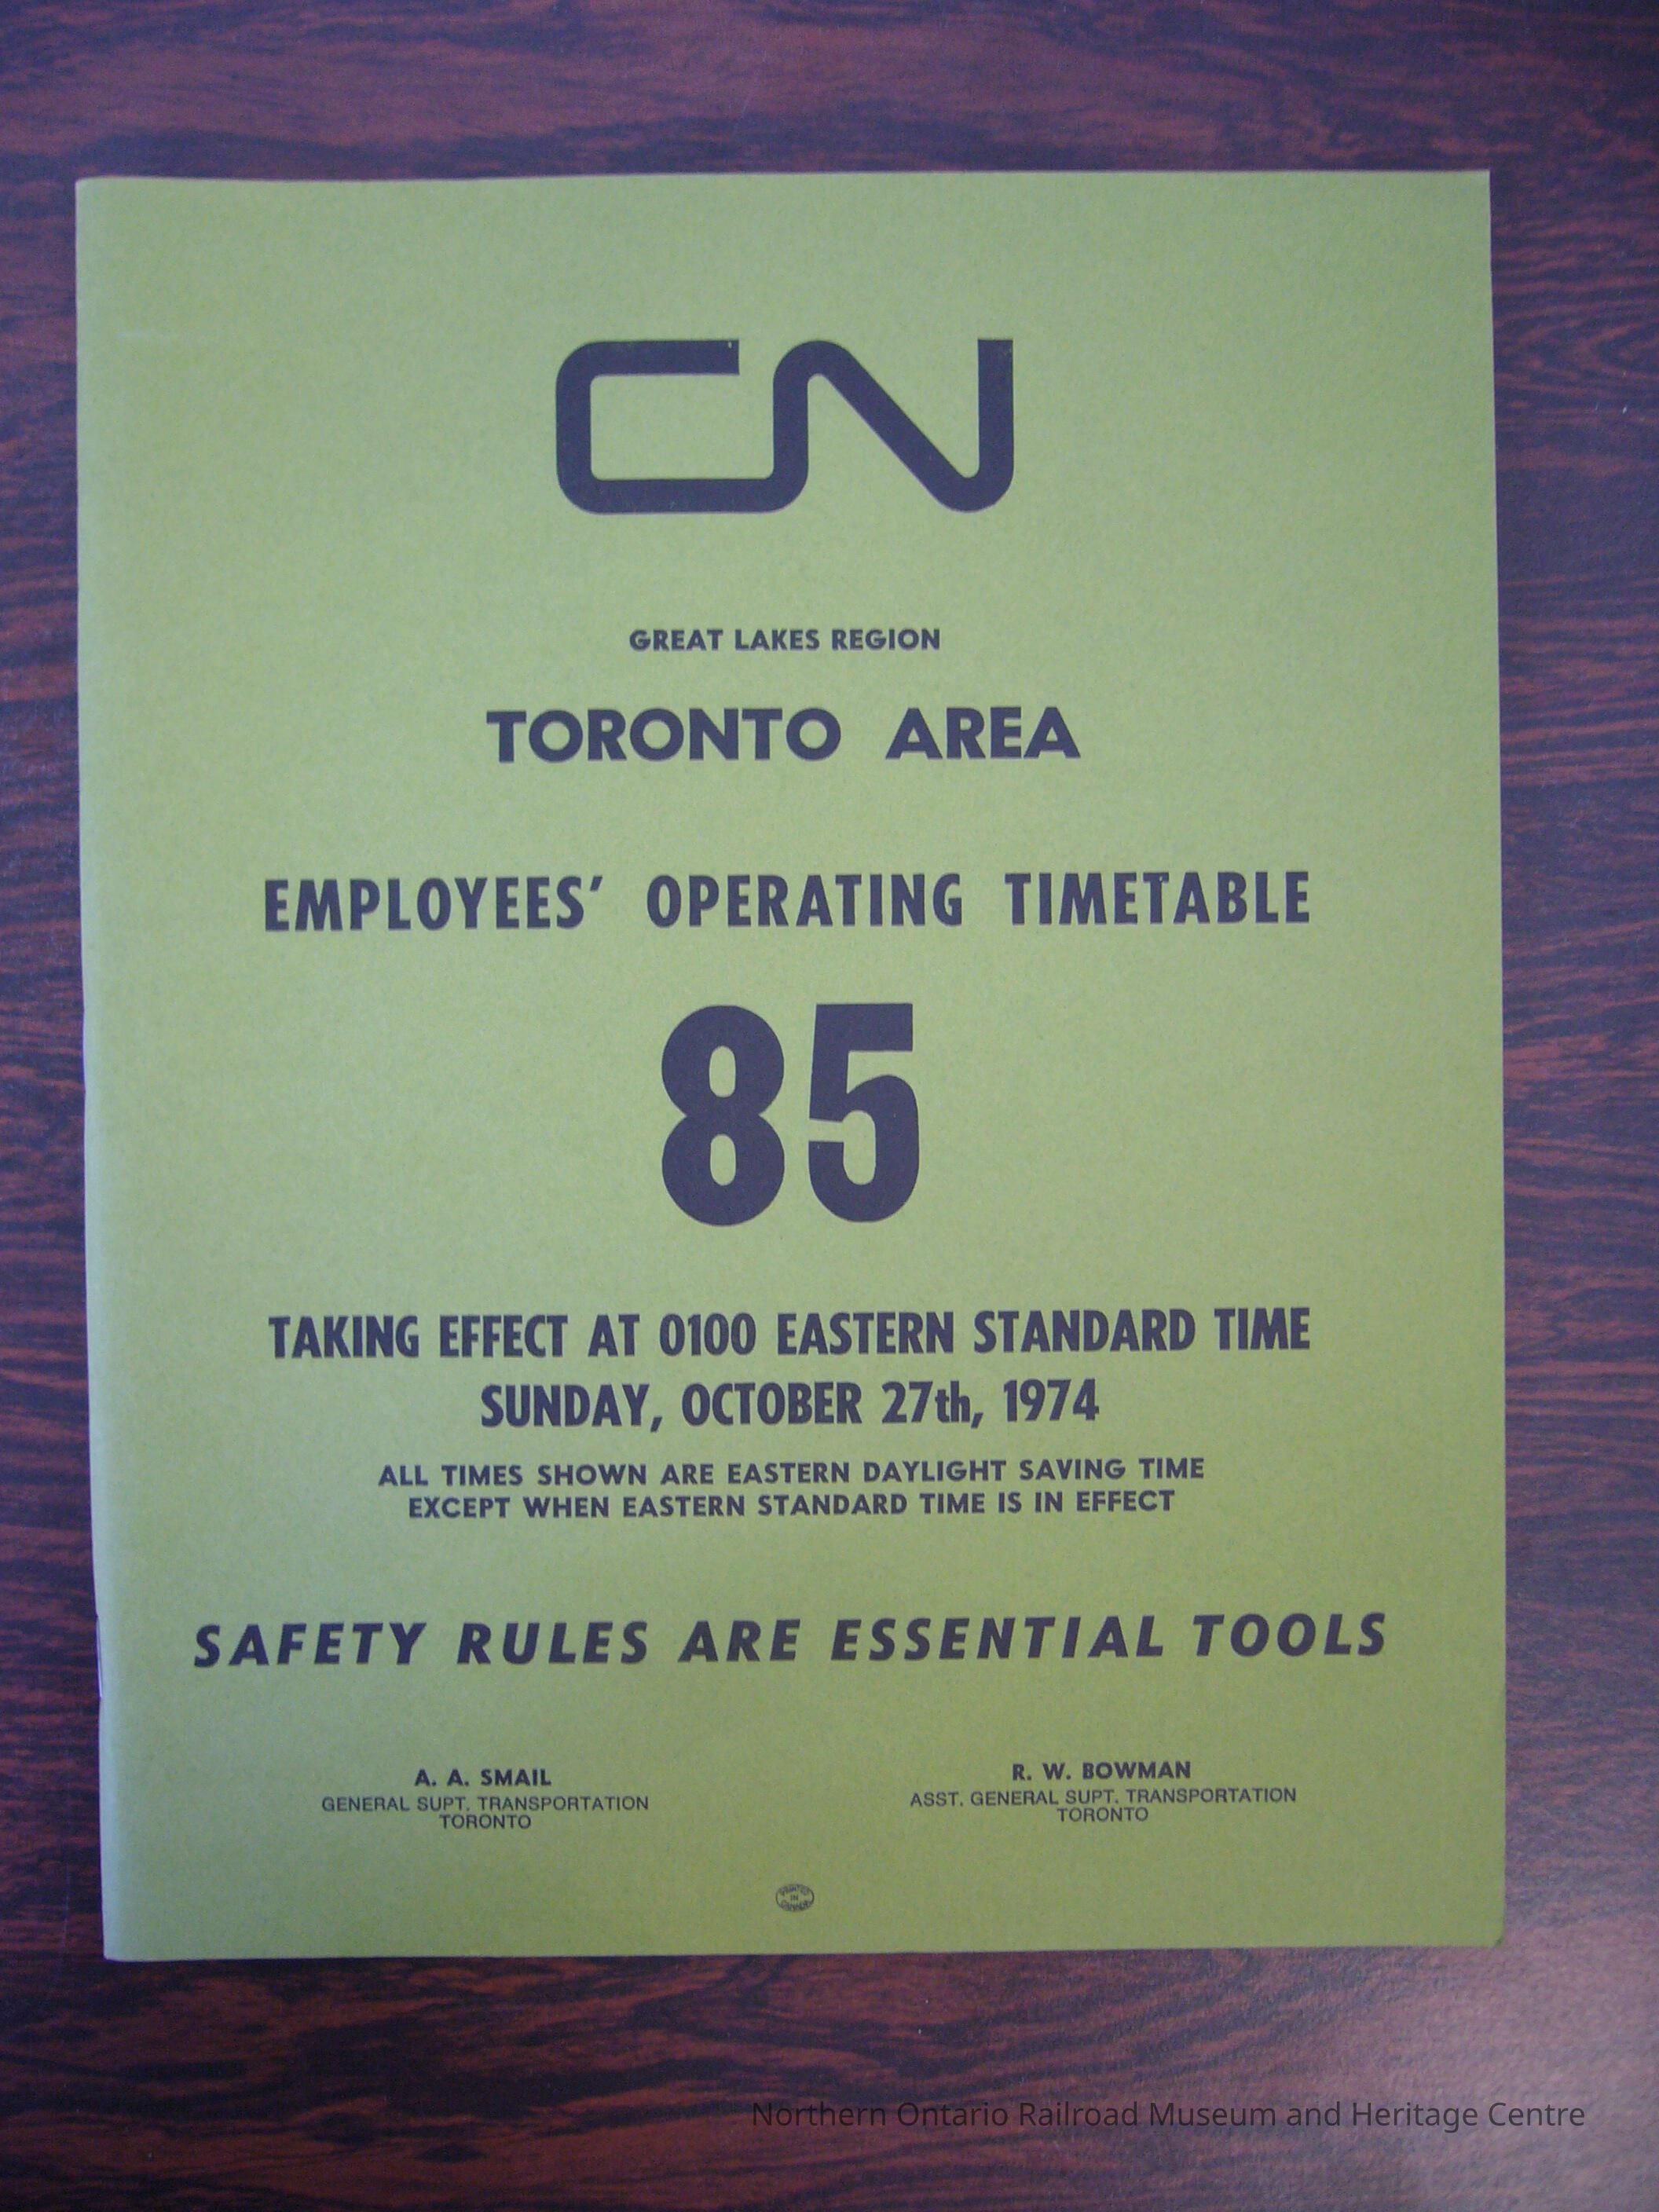 CN
GREAT LAKES REGION
TORONTO AREA
EMPLOYEES' OPERATING TIMETABLE
85
TAKING EFFECT AT 0100 EASTERN STANDARD TIME
SUNDAY, OCTOBER 27th, 1974
ALL TIMES SHOWN ARE EASTERN DAYLIGHT SAVING TIME
EXCEPT WHEN EASTERN STANDARD TIME IS IN EFFECT
SAFETY RULES ARE ESSENTIAL TOOLS
A. A. SMAIL
GENERAL SUPT. TRANSPORTATION
TORONTO
R. W. BOWMAN
ASST. GENERAL SUPT. TRANSPORTATION
TORONTO
PRINTED
IN
CANADA
Northern Ontario Railroad Museum and Heritage Centre